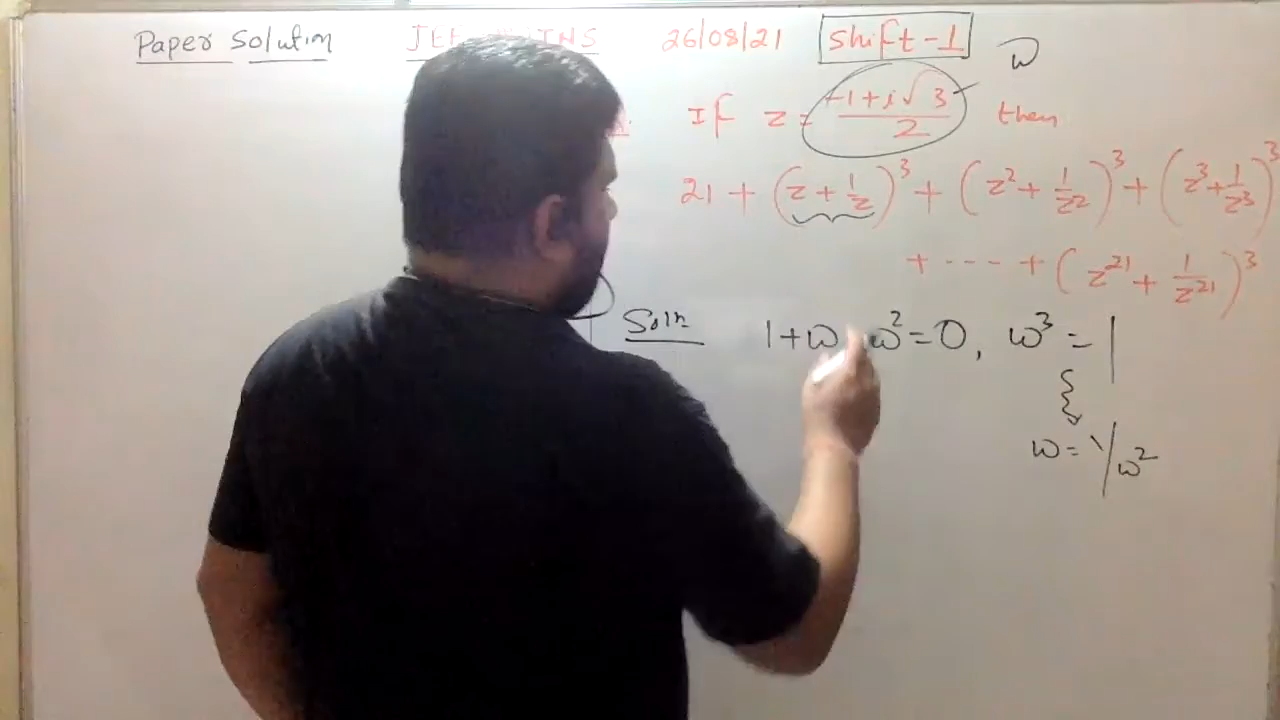 Paper Solution 26/08/21 Shift-1
ω
If z = (-1+i√3)/2 then
21 + (z + 1/z)³ + (z² + 1/z²)³ + (z³ + 1/z³)³
+ ---- + (z²¹ + 1/z²¹)³
Soln 1+ω ω²=0, ω³ = 1
ω = 1/ω²